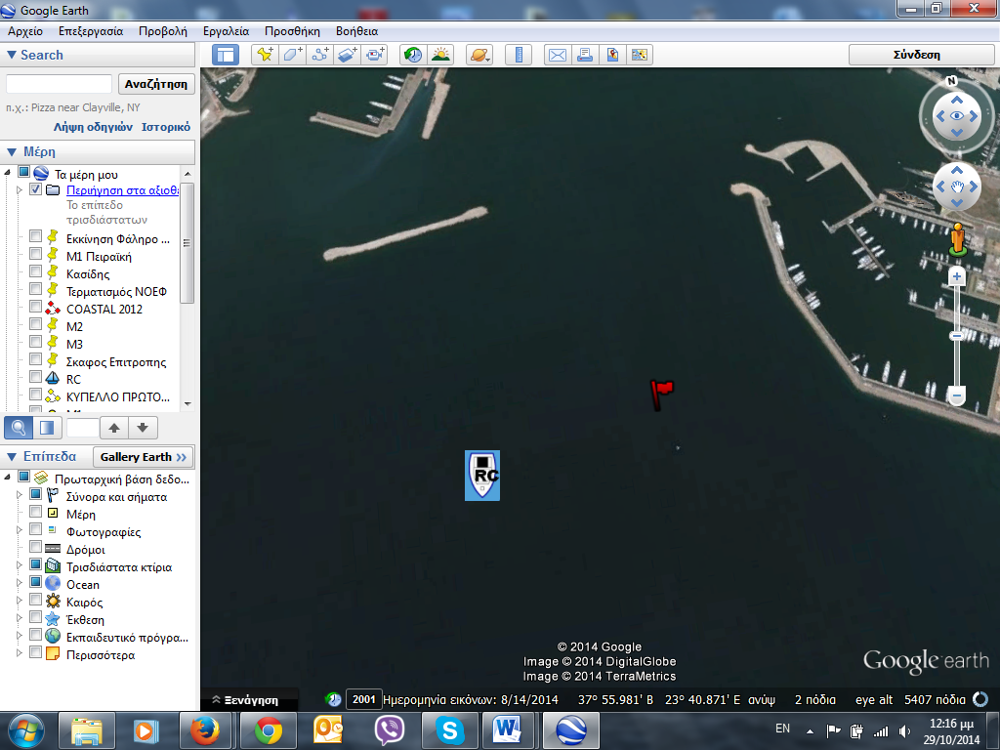 Google Earth
Αρχείο Επεξεργασία Προβολή Εργαλεία Προσθήκη Βοήθεια
Search
Αναζήτηση
π.χ.: Pizza near Clayville, NY
Λήψη οδηγιών Ιστορικό
Μέρη
Τα μέρη μου
Περιήγηση στα αξιοθ
Το επίπεδο
τρισδιάστατων
Εκκίνηση Φάληρο ...
Μ1 Πειραϊκή
Κασίδης
Τερματισμός ΝΟΕΦ
COASTAL 2012
M2
M3
Σκαφος Επιτροπης
RC
ΚΥΠΕΛΛΟ ΠΡΩΤΟ...
Επίπεδα
Gallery Earth >>
Πρωταρχική βάση δεδο...
Σύνορα και σήματα
Μέρη
Φωτογραφίες
Δρόμοι
Τρισδιάστατα κτίρια
Ocean
Καιρός
Έκθεση
Εκπαιδευτικό πρόγρα...
Περισσότερα
Σύνδεση
N
RC
© 2014 Google
Image © 2014 DigitalGlobe
Image © 2014 TerraMetrics
Google earth
Ξενάγηση
2001
Ημερομηνία εικόνων: 8/14/2014 37° 55.981' Β 23° 40.871' Ε ανύψ 2 πόδια eye alt 5407 πόδια
EN
12:16 μμ
29/10/2014